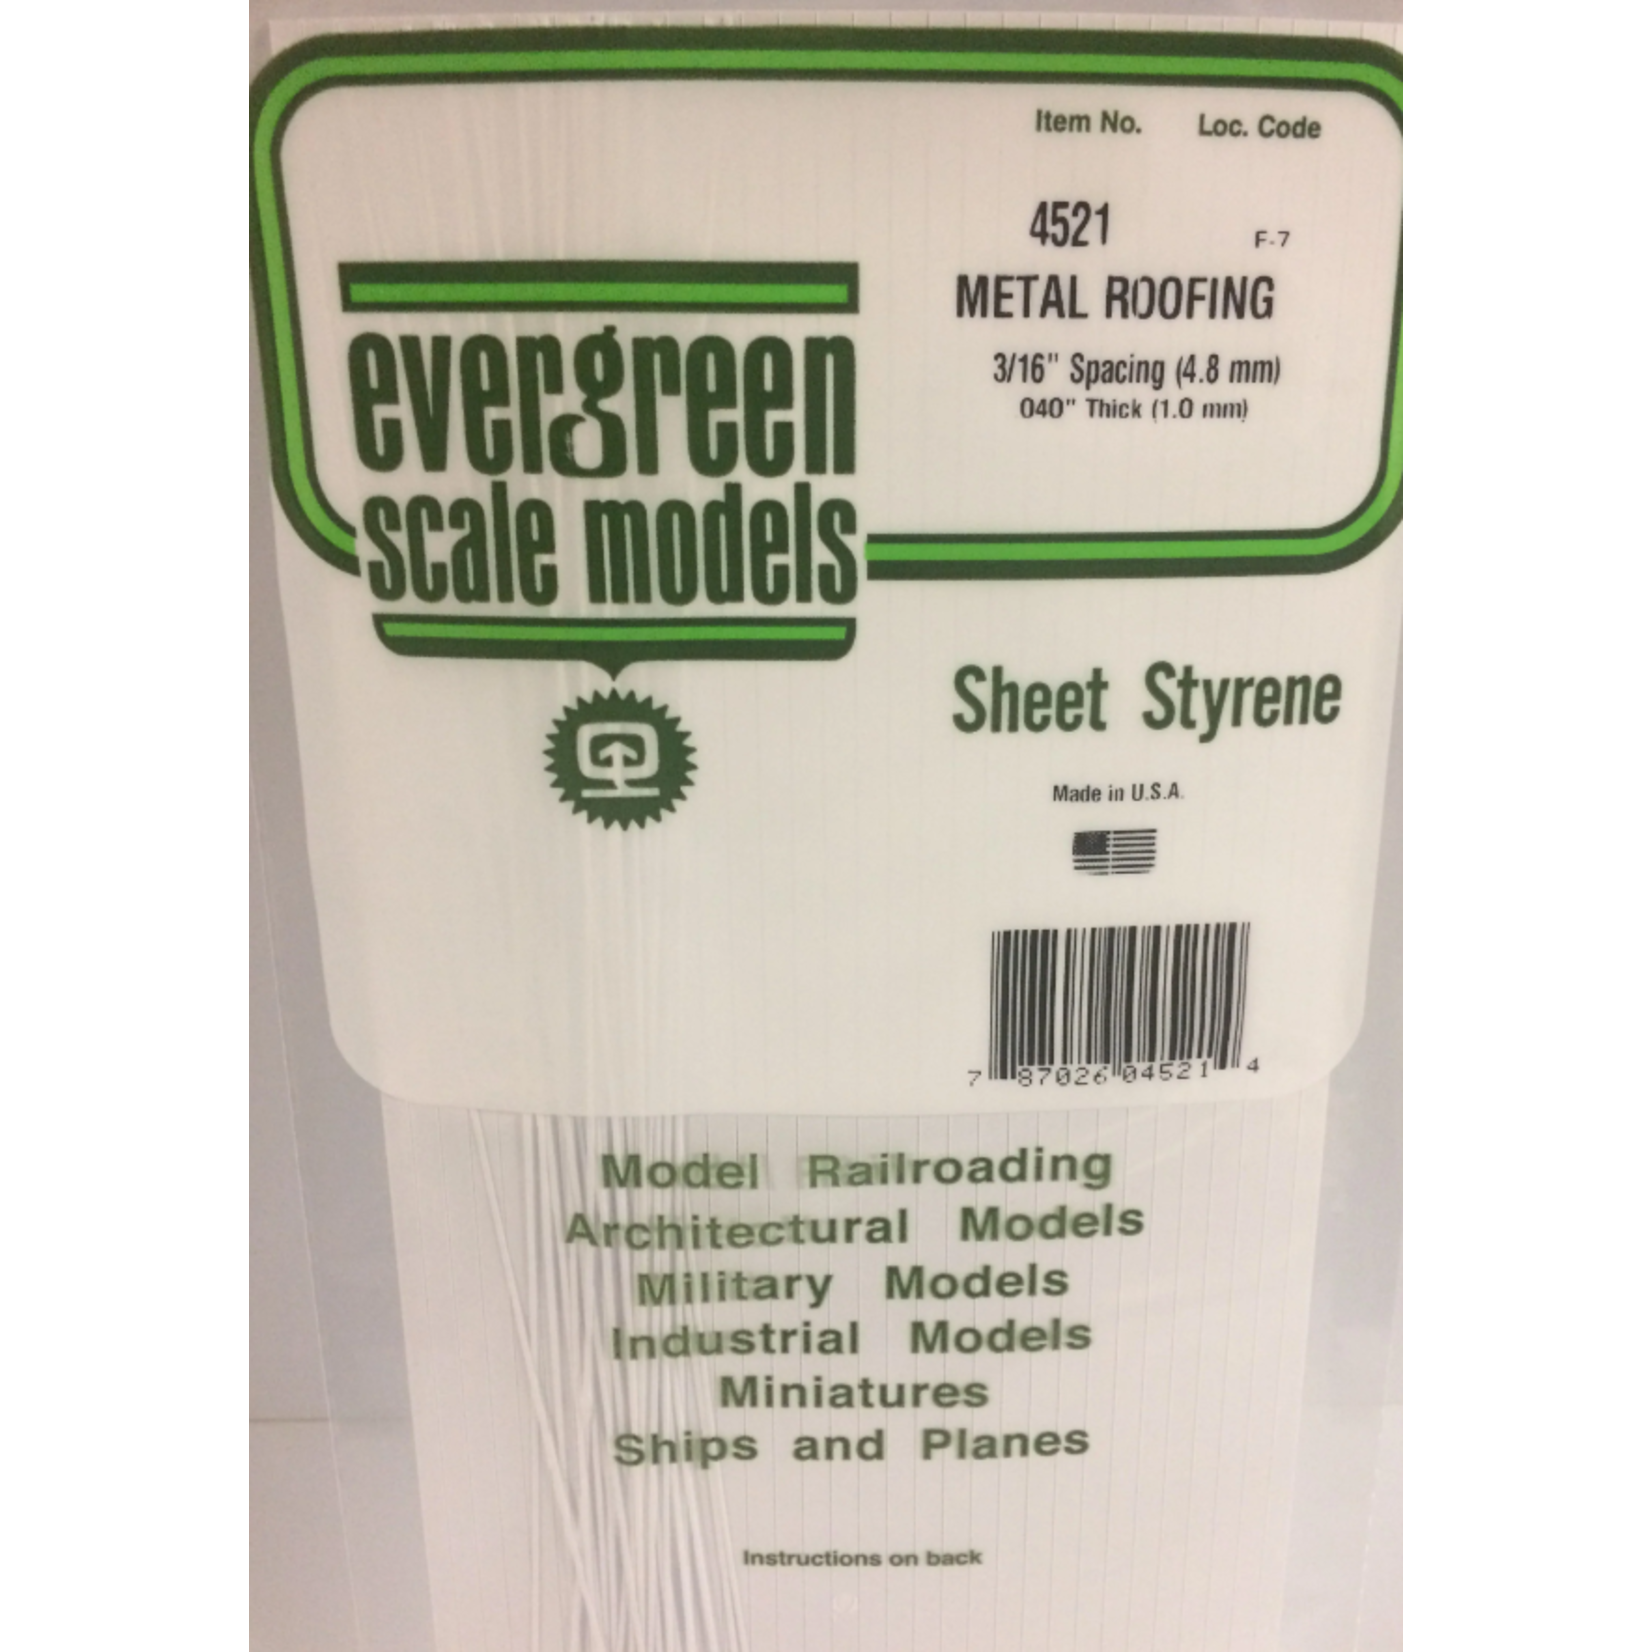 Item No. Loc. Code
4521 F-7
METAL ROOFING
3/16" Spacing (4.8 mm)
040" Thick (1.0 mm)
evergreen
scale models
Sheet Styrene
Made in U.S.A.
7 87026 04521 4
Model Railroading
Architectural Models
Military Models
Industrial Models
Miniatures
Ships and Planes
Instructions on back